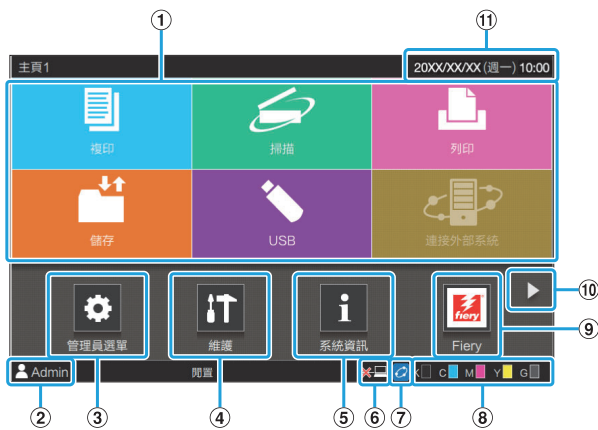 ① ⑪
主頁1 20XX/XX/XX (週一) 10:00
複印 掃描 列印
儲存 USB 連接外部系統
⑩
fiery
⑨
管理員選單 維護 系統資訊 Fiery
Admin 閒置 K C M Y G
② ③ ④ ⑤ ⑥ ⑦ ⑧